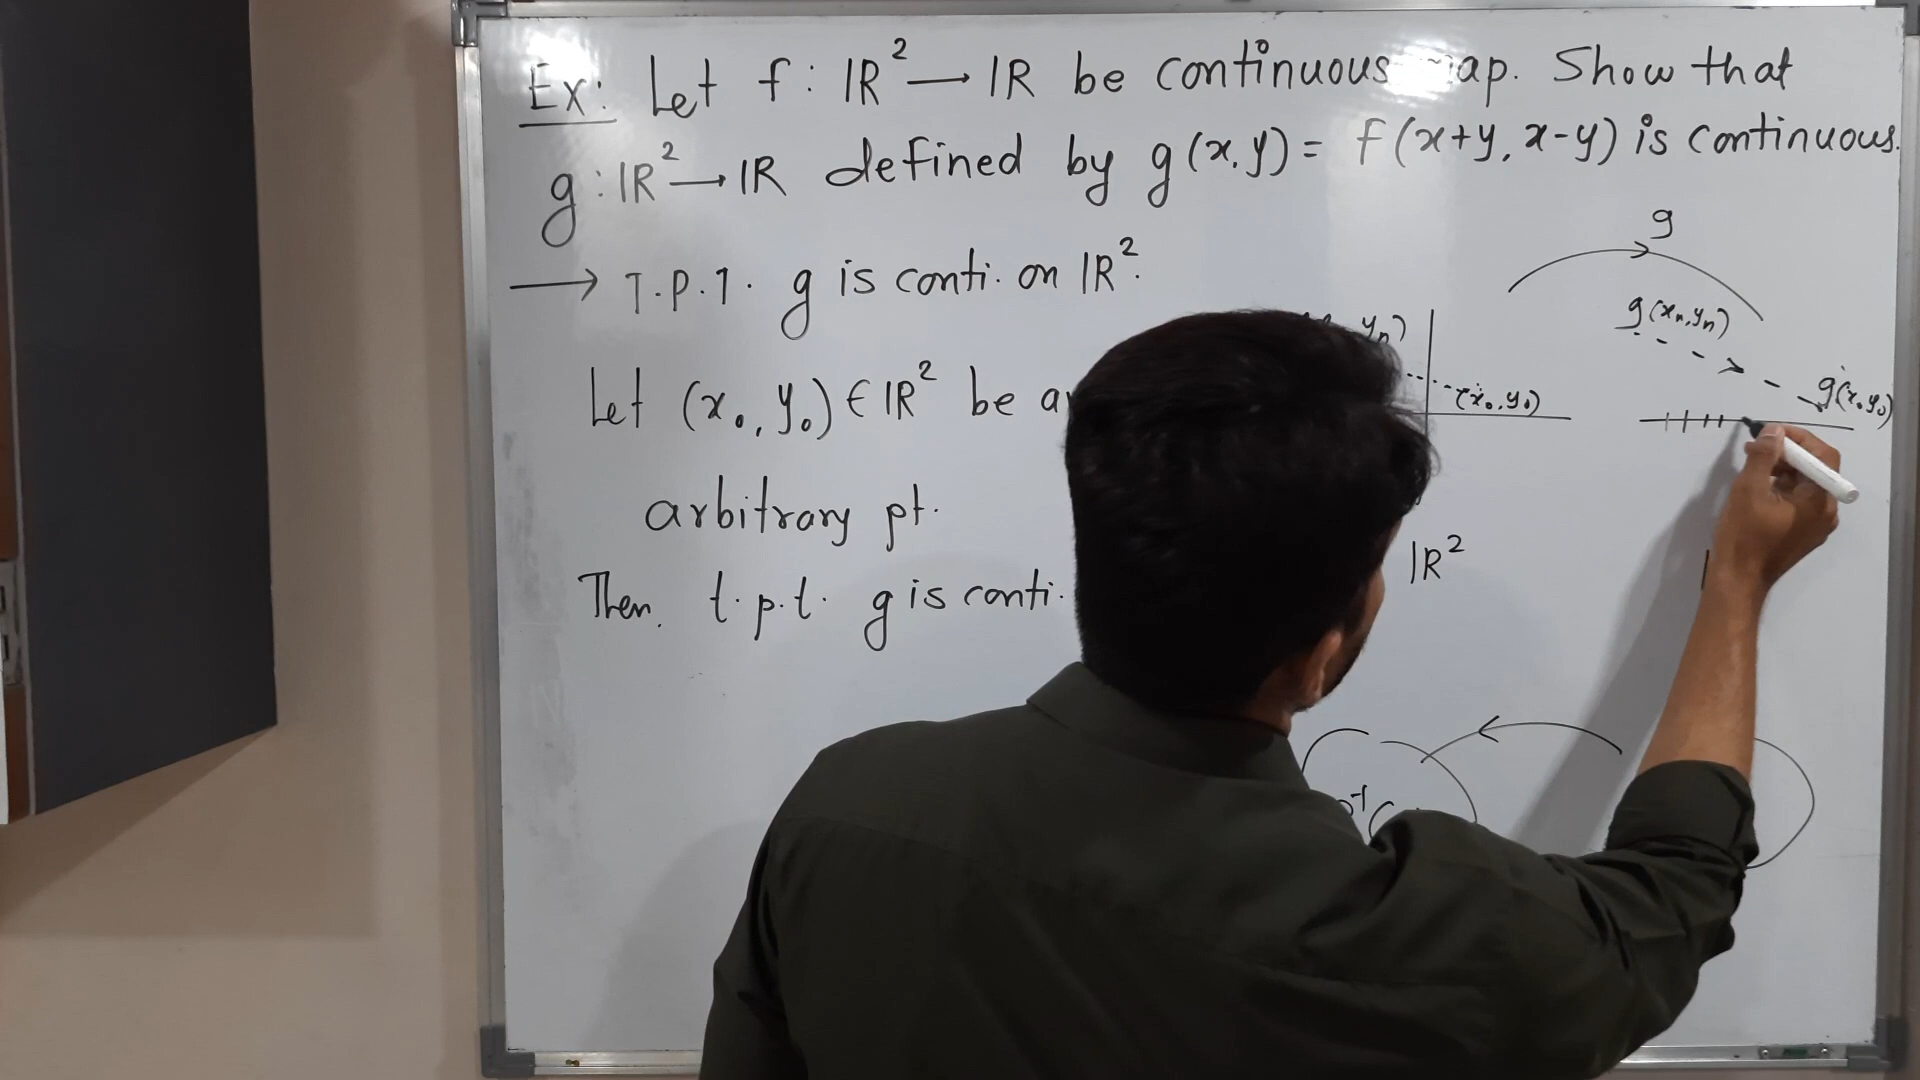 Ex: Let f: IR² → IR be continuous map. Show that
g: IR² → IR defined by g(x,y) = f(x+y, x-y) is continuous.
→ T.P.T. g is conti. on IR².
Let (x₀, y₀) ∈ IR² be
arbitrary pt.
Then, t.p.t. g is conti.
g
g(xₙ,yₙ)
yₙ)
(x₀,y₀)
g(x₀,y₀)
IR²